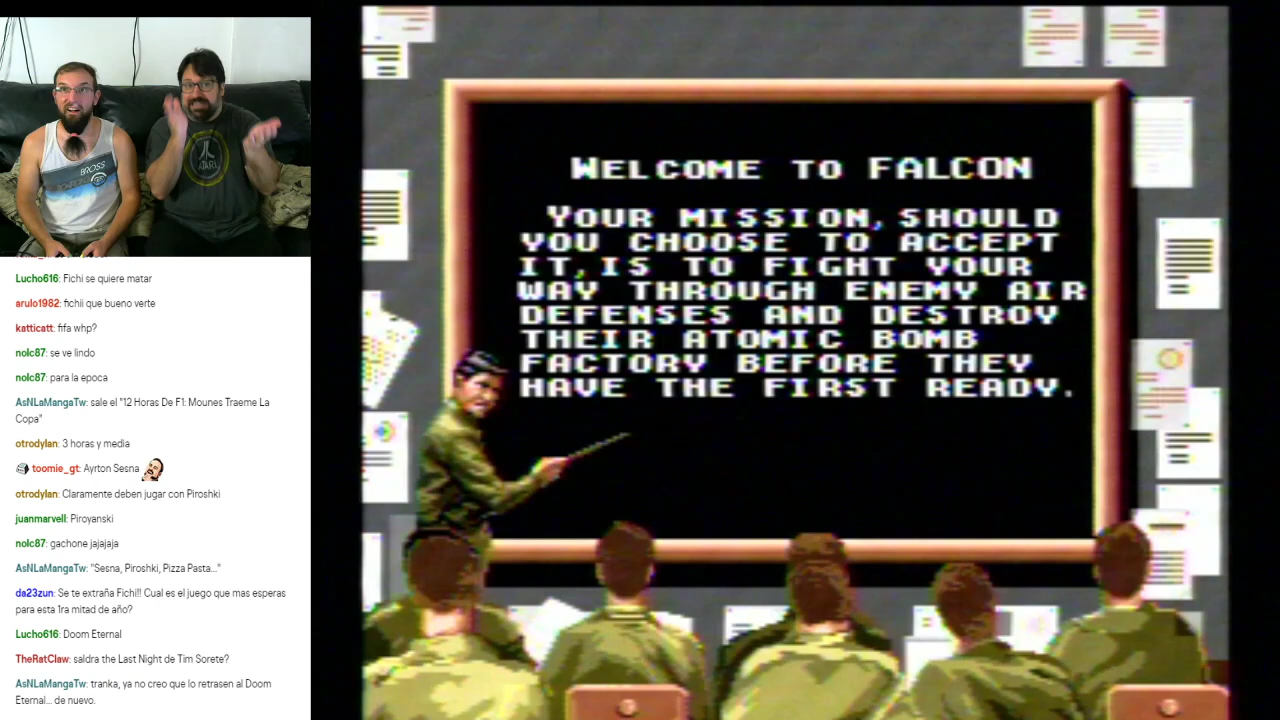 BROSS
ATARI
Lucho616: Fichi se quiere matar
arulo1982: fichii que bueno verte
katticatt: fifa whp?
nolc87: se ve lindo
nolc87: para la epoca
AsNLaMangaTw: sale el "12 Horas De F1: Mounes Traeme La
Copa"
otrodylan: 3 horas y media
toomie_gt: Ayrton Sesna
otrodylan: Claramente deben jugar con Piroshki
juanmarvell: Piroyanski
nolc87: gachone jajajaja
AsNLaMangaTw: "Sesna, Piroshki, Pizza Pasta..."
da23zun: Se te extraña Fichi!! Cual es el juego que mas esperas
para esta 1ra mitad de año?
Lucho616: Doom Eternal
TheRatClaw: saldra the Last Night de Tim Sorete?
AsNLaMangaTw: tranka, ya no creo que lo retrasen al Doom
Eternal... de nuevo.
WELCOME TO FALCON
YOUR MISSION, SHOULD
YOU CHOOSE TO ACCEPT
IT, IS TO FIGHT YOUR
WAY THROUGH ENEMY AIR
DEFENSES AND DESTROY
THEIR ATOMIC BOMB
FACTORY BEFORE THEY
HAVE THE FIRST READY.